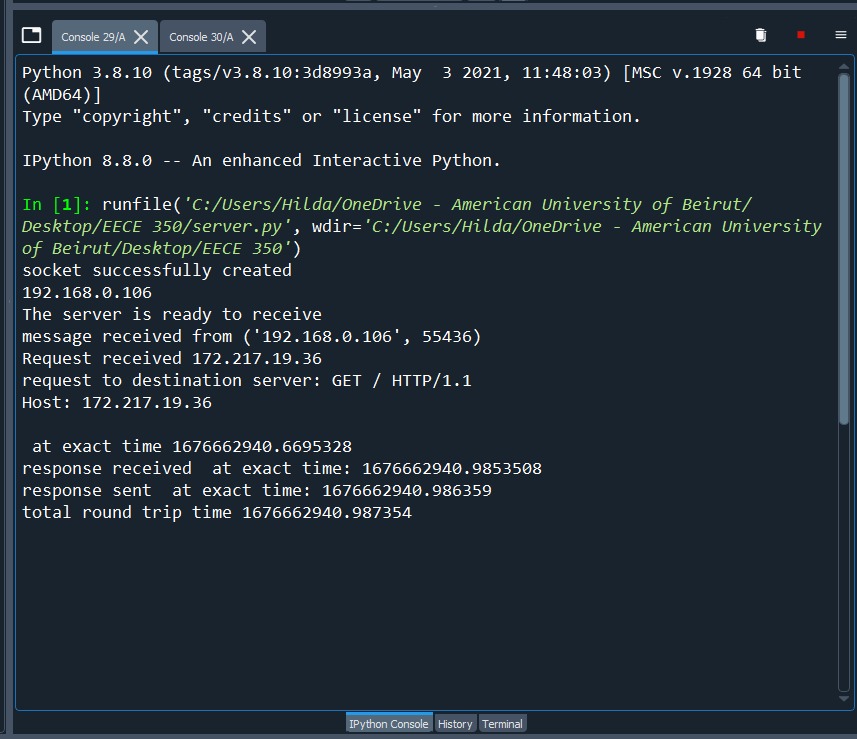 Console 29/A Console 30/A
Python 3.8.10 (tags/v3.8.10:3d8993a, May  3 2021, 11:48:03) [MSC v.1928 64 bit
(AMD64)]
Type "copyright", "credits" or "license" for more information.
IPython 8.8.0 -- An enhanced Interactive Python.
In [1]: runfile('C:/Users/Hilda/OneDrive - American University of Beirut/
Desktop/EECE 350/server.py', wdir='C:/Users/Hilda/OneDrive - American University
of Beirut/Desktop/EECE 350')
socket successfully created
192.168.0.106
The server is ready to receive
message received from ('192.168.0.106', 55436)
Request received 172.217.19.36
request to destination server: GET / HTTP/1.1
Host: 172.217.19.36
 at exact time 1676662940.6695328
response received  at exact time: 1676662940.9853508
response sent  at exact time: 1676662940.986359
total round trip time 1676662940.987354
IPython Console History Terminal